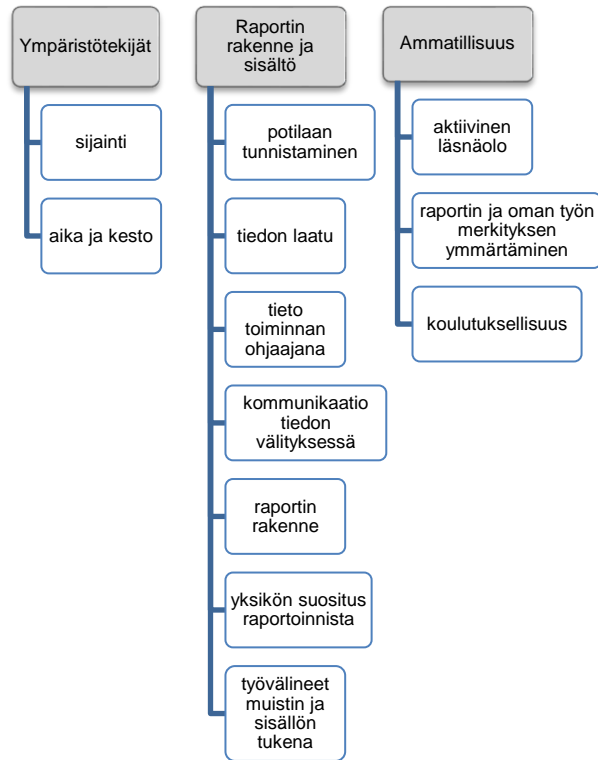 Ympäristötekijät
sijainti
aika ja kesto
Raportin
rakenne ja
sisältö
potilaan
tunnistaminen
tiedon laatu
tieto
toiminnan
ohjaajana
kommunikaatio
tiedon
välityksessä
raportin
rakenne
yksikön suositus
raportoinnista
työvälineet
muistin ja
sisällön
tukena
Ammatillisuus
aktiivinen
läsnäolo
raportin ja oman työn
merkityksen
ymmärtäminen
koulutuksellisuus